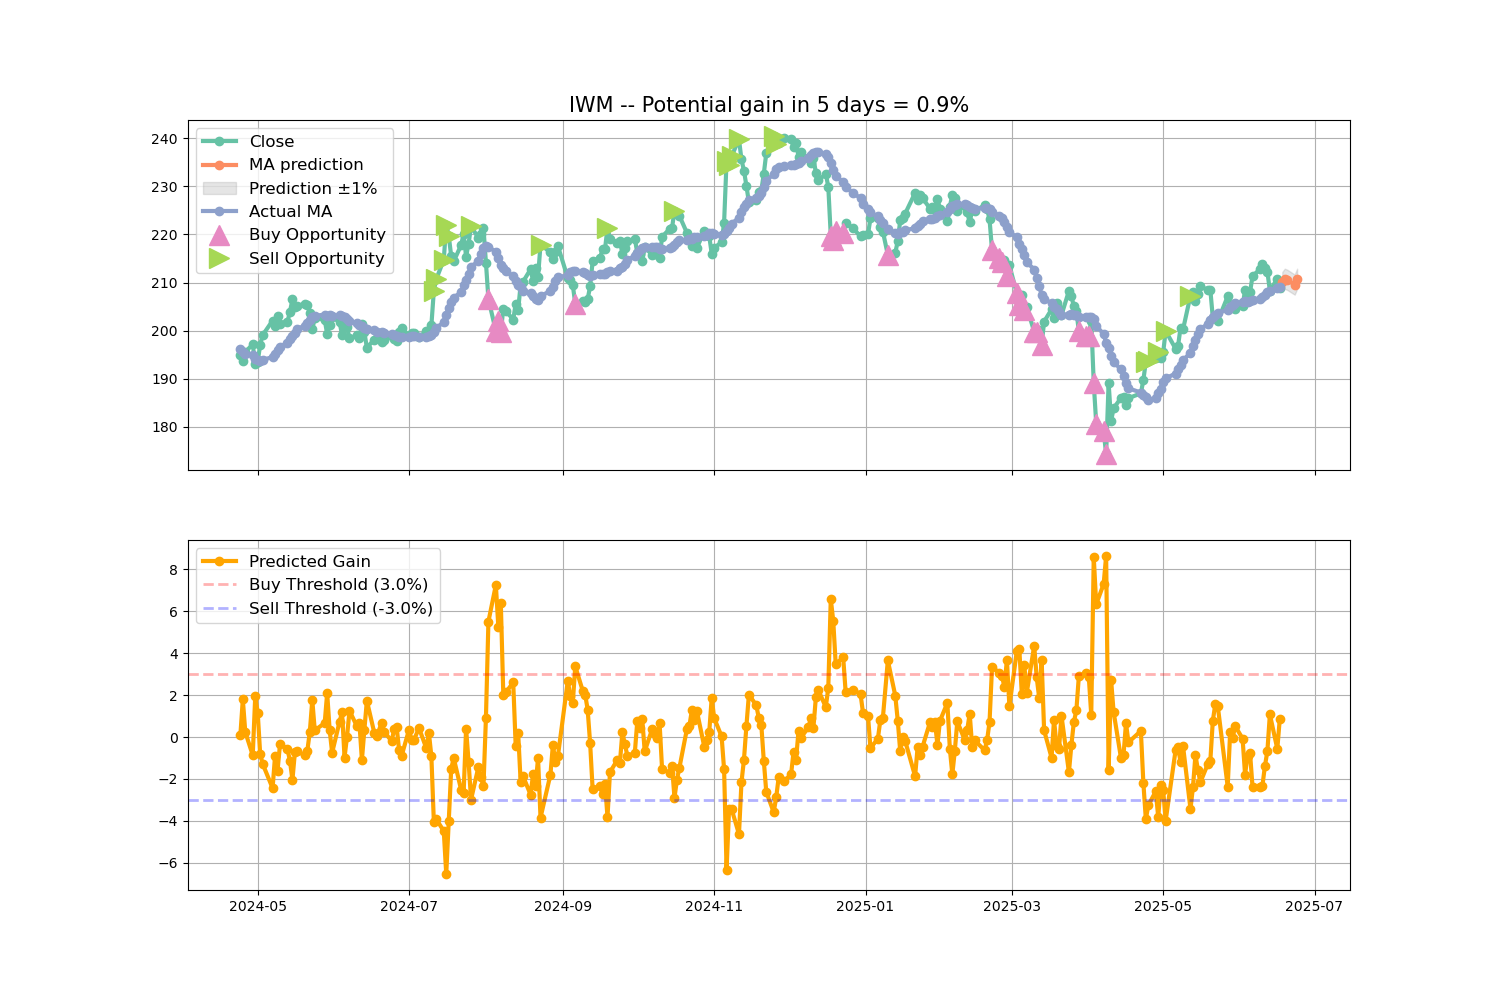 IWM -- Potential gain in 5 days = 0.9%
Close
MA prediction
Prediction ±1%
Actual MA
Buy Opportunity
Sell Opportunity
240
230
220
210
200
190
180
Predicted Gain
Buy Threshold (3.0%)
Sell Threshold (-3.0%)
8
6
4
2
0
−2
−4
−6
2024-05 2024-07 2024-09 2024-11 2025-01 2025-03 2025-05 2025-07